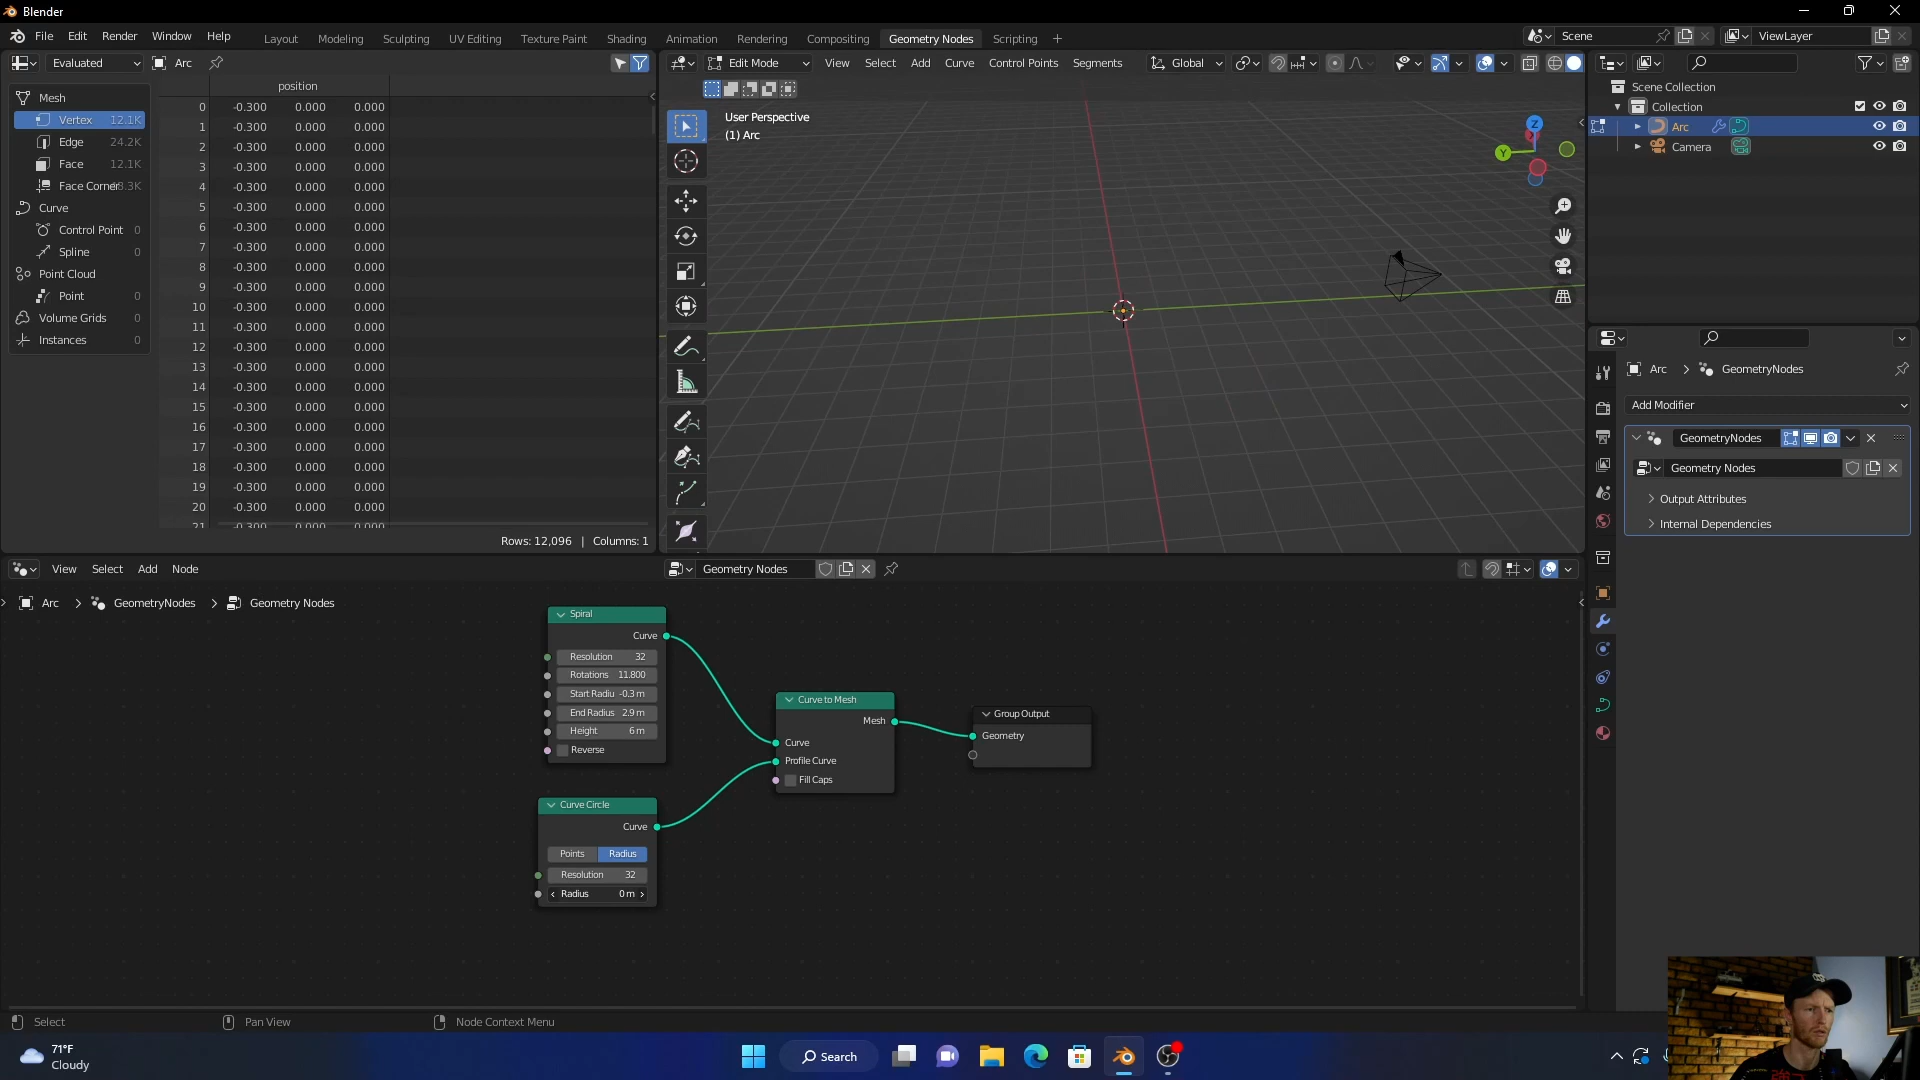 Blender
File Edit Render Window Help
Layout Modeling Sculpting UV Editing Texture Paint Shading Animation Rendering Compositing Geometry Nodes Scripting
Scene ViewLayer
Evaluated Arc
Edit Mode View Select Add Curve Control Points Segments Global
position
Mesh
Vertex 12.1K
Edge 24.2K
Face 12.1K
Curve
Control Point 0
Spline 0
Point Cloud
Point 0
Volume Grids 0
Instances 0
0 -0.300 0.000 0.000
1 -0.300 0.000 0.000
2 -0.300 0.000 0.000
3 -0.300 0.000 0.000
4 -0.300 0.000 0.000
5 -0.300 0.000 0.000
6 -0.300 0.000 0.000
7 -0.300 0.000 0.000
8 -0.300 0.000 0.000
9 -0.300 0.000 0.000
10 -0.300 0.000 0.000
11 -0.300 0.000 0.000
12 -0.300 0.000 0.000
13 -0.300 0.000 0.000
14 -0.300 0.000 0.000
15 -0.300 0.000 0.000
16 -0.300 0.000 0.000
17 -0.300 0.000 0.000
18 -0.300 0.000 0.000
19 -0.300 0.000 0.000
20 -0.300 0.000 0.000
21 -0.300 0.000 0.000
Rows: 12,096 | Columns: 1
User Perspective
(1) Arc
Z
Y
Scene Collection
Collection
Arc
Camera
Arc GeometryNodes
Add Modifier
GeometryNodes
Geometry Nodes
Output Attributes
Internal Dependencies
View Select Add Node Geometry Nodes
Arc GeometryNodes Geometry Nodes
Spiral
Curve
Resolution 32
Rotations 11.800
Start Radiu -0.3 m
End Radius 2.9 m
Height 6 m
Reverse
Curve Circle
Curve
Points Radius
Resolution 32
Radius 0 m
Curve to Mesh
Mesh
Curve
Profile Curve
Fill Caps
Group Output
Geometry
Select Pan View Node Context Menu
71°F
Cloudy
Search